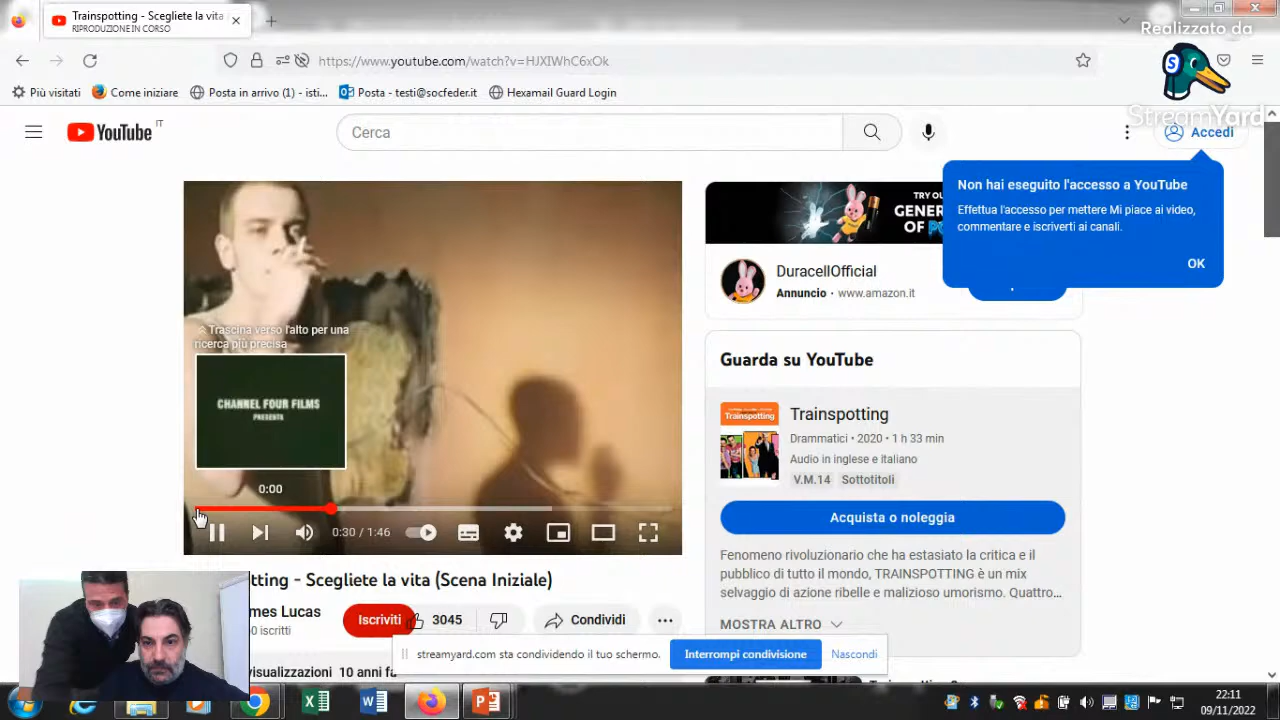 Trainspotting - Scegliete la vita
RIPRODUZIONE IN CORSO
Realizzato da
StreamYard
Più visitati
Come iniziare
Posta in arrivo (1) - isti...
Posta - testi@socfeder.it
Hexamail Guard Login
YouTube IT
Cerca
Accedi
Non hai eseguito l'accesso a YouTube
Effettua l'accesso per mettere Mi piace ai video,
commentare e iscriverti ai canali.
OK
TRY OU
GENER
OF
DuracellOfficial
Annuncio • www.amazon.it
Trascina verso l'alto per una
ricerca più precisa
CHANNEL FOUR FILMS
PRESENTS
0:00
0:30 / 1:46
Guarda su YouTube
Trainspotting
Trainspotting
Drammatici • 2020 • 1 h 33 min
Audio in inglese e italiano
V.M.14 Sottotitoli
Acquista o noleggia
Fenomeno rivoluzionario che ha estasiato la critica e il
pubblico di tutto il mondo, TRAINSPOTTING è un mix
selvaggio di azione ribelle e malizioso umorismo. Quattro...
MOSTRA ALTRO
tting - Scegliete la vita (Scena Iniziale)
mes Lucas
0 iscritti
Iscriviti
3045
Condividi
streamyard.com sta condividendo il tuo schermo.
Interrompi condivisione
Nascondi
visualizzazioni 10 anni fa
22:11
09/11/2022